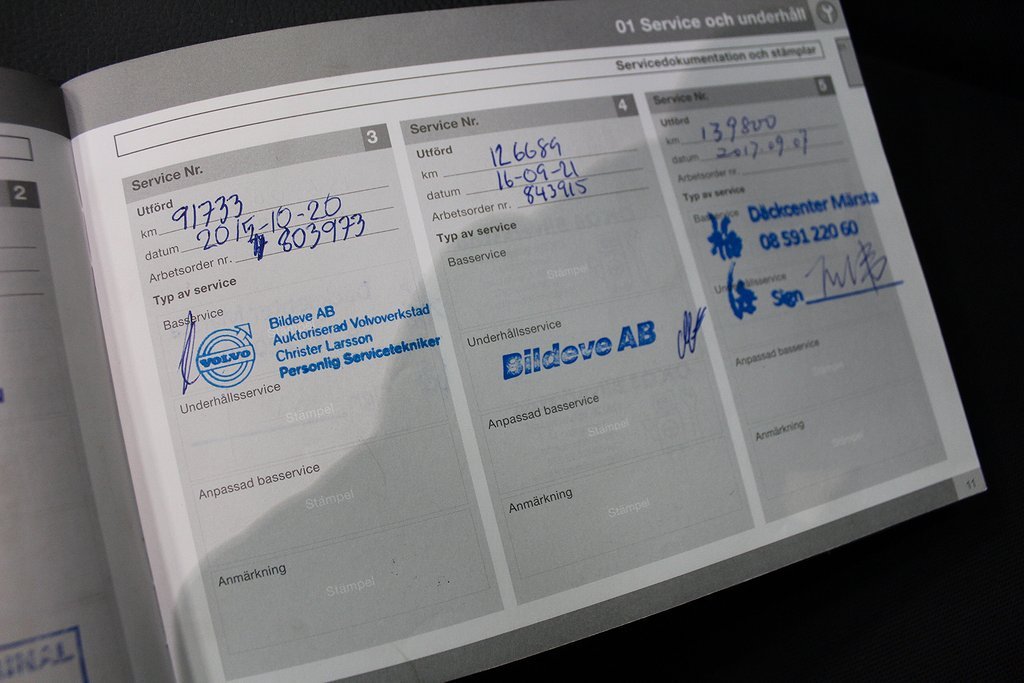 01 Service och underhåll
Servicedokumentation och stämplar
2
Service Nr. 3
Utförd
km 91733
datum 2015-10-20
Arbetsorder nr. 803973
Typ av service
Basservice
VOLVO
Bildeve AB
Auktoriserad Volvoverkstad
Christer Larsson
Personlig Servicetekniker
Underhållsservice
Stämpel
Anpassad basservice
Stämpel
Anmärkning
Stämpel
Service Nr. 4
Utförd
km 126689
datum 16-09-21
Arbetsorder nr. 843915
Typ av service
Basservice
Stämpel
Underhållsservice
Bildeve AB
Anpassad basservice
Stämpel
Anmärkning
Stämpel
Service Nr. 5
Utförd
km 139800
datum 2017.09.07
Arbetsorder nr.
Typ av service
Basservice
Däckcenter Märsta
08 591 220 60
Underhållsservice
Sign
Anpassad basservice
Stämpel
Anmärkning
Stämpel
11